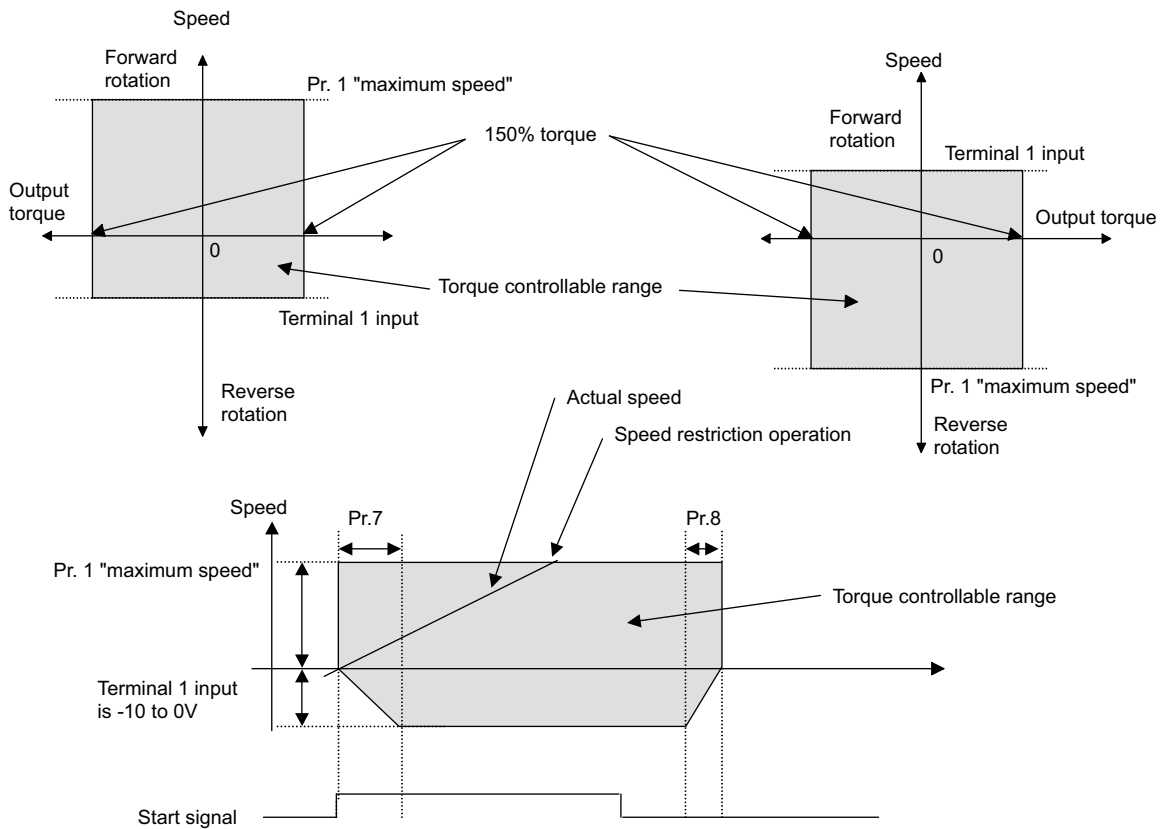 Speed
Forward
rotation
Pr. 1 "maximum speed"
150% torque
Output
torque
0
Torque controllable range
Terminal 1 input
Reverse
rotation
Speed
Forward
rotation
Terminal 1 input
Output torque
0
Pr. 1 "maximum speed"
Reverse
rotation
Actual speed
Speed restriction operation
Speed
Pr.7
Pr.8
Pr. 1 "maximum speed"
Torque controllable range
Terminal 1 input
is -10 to 0V
Start signal